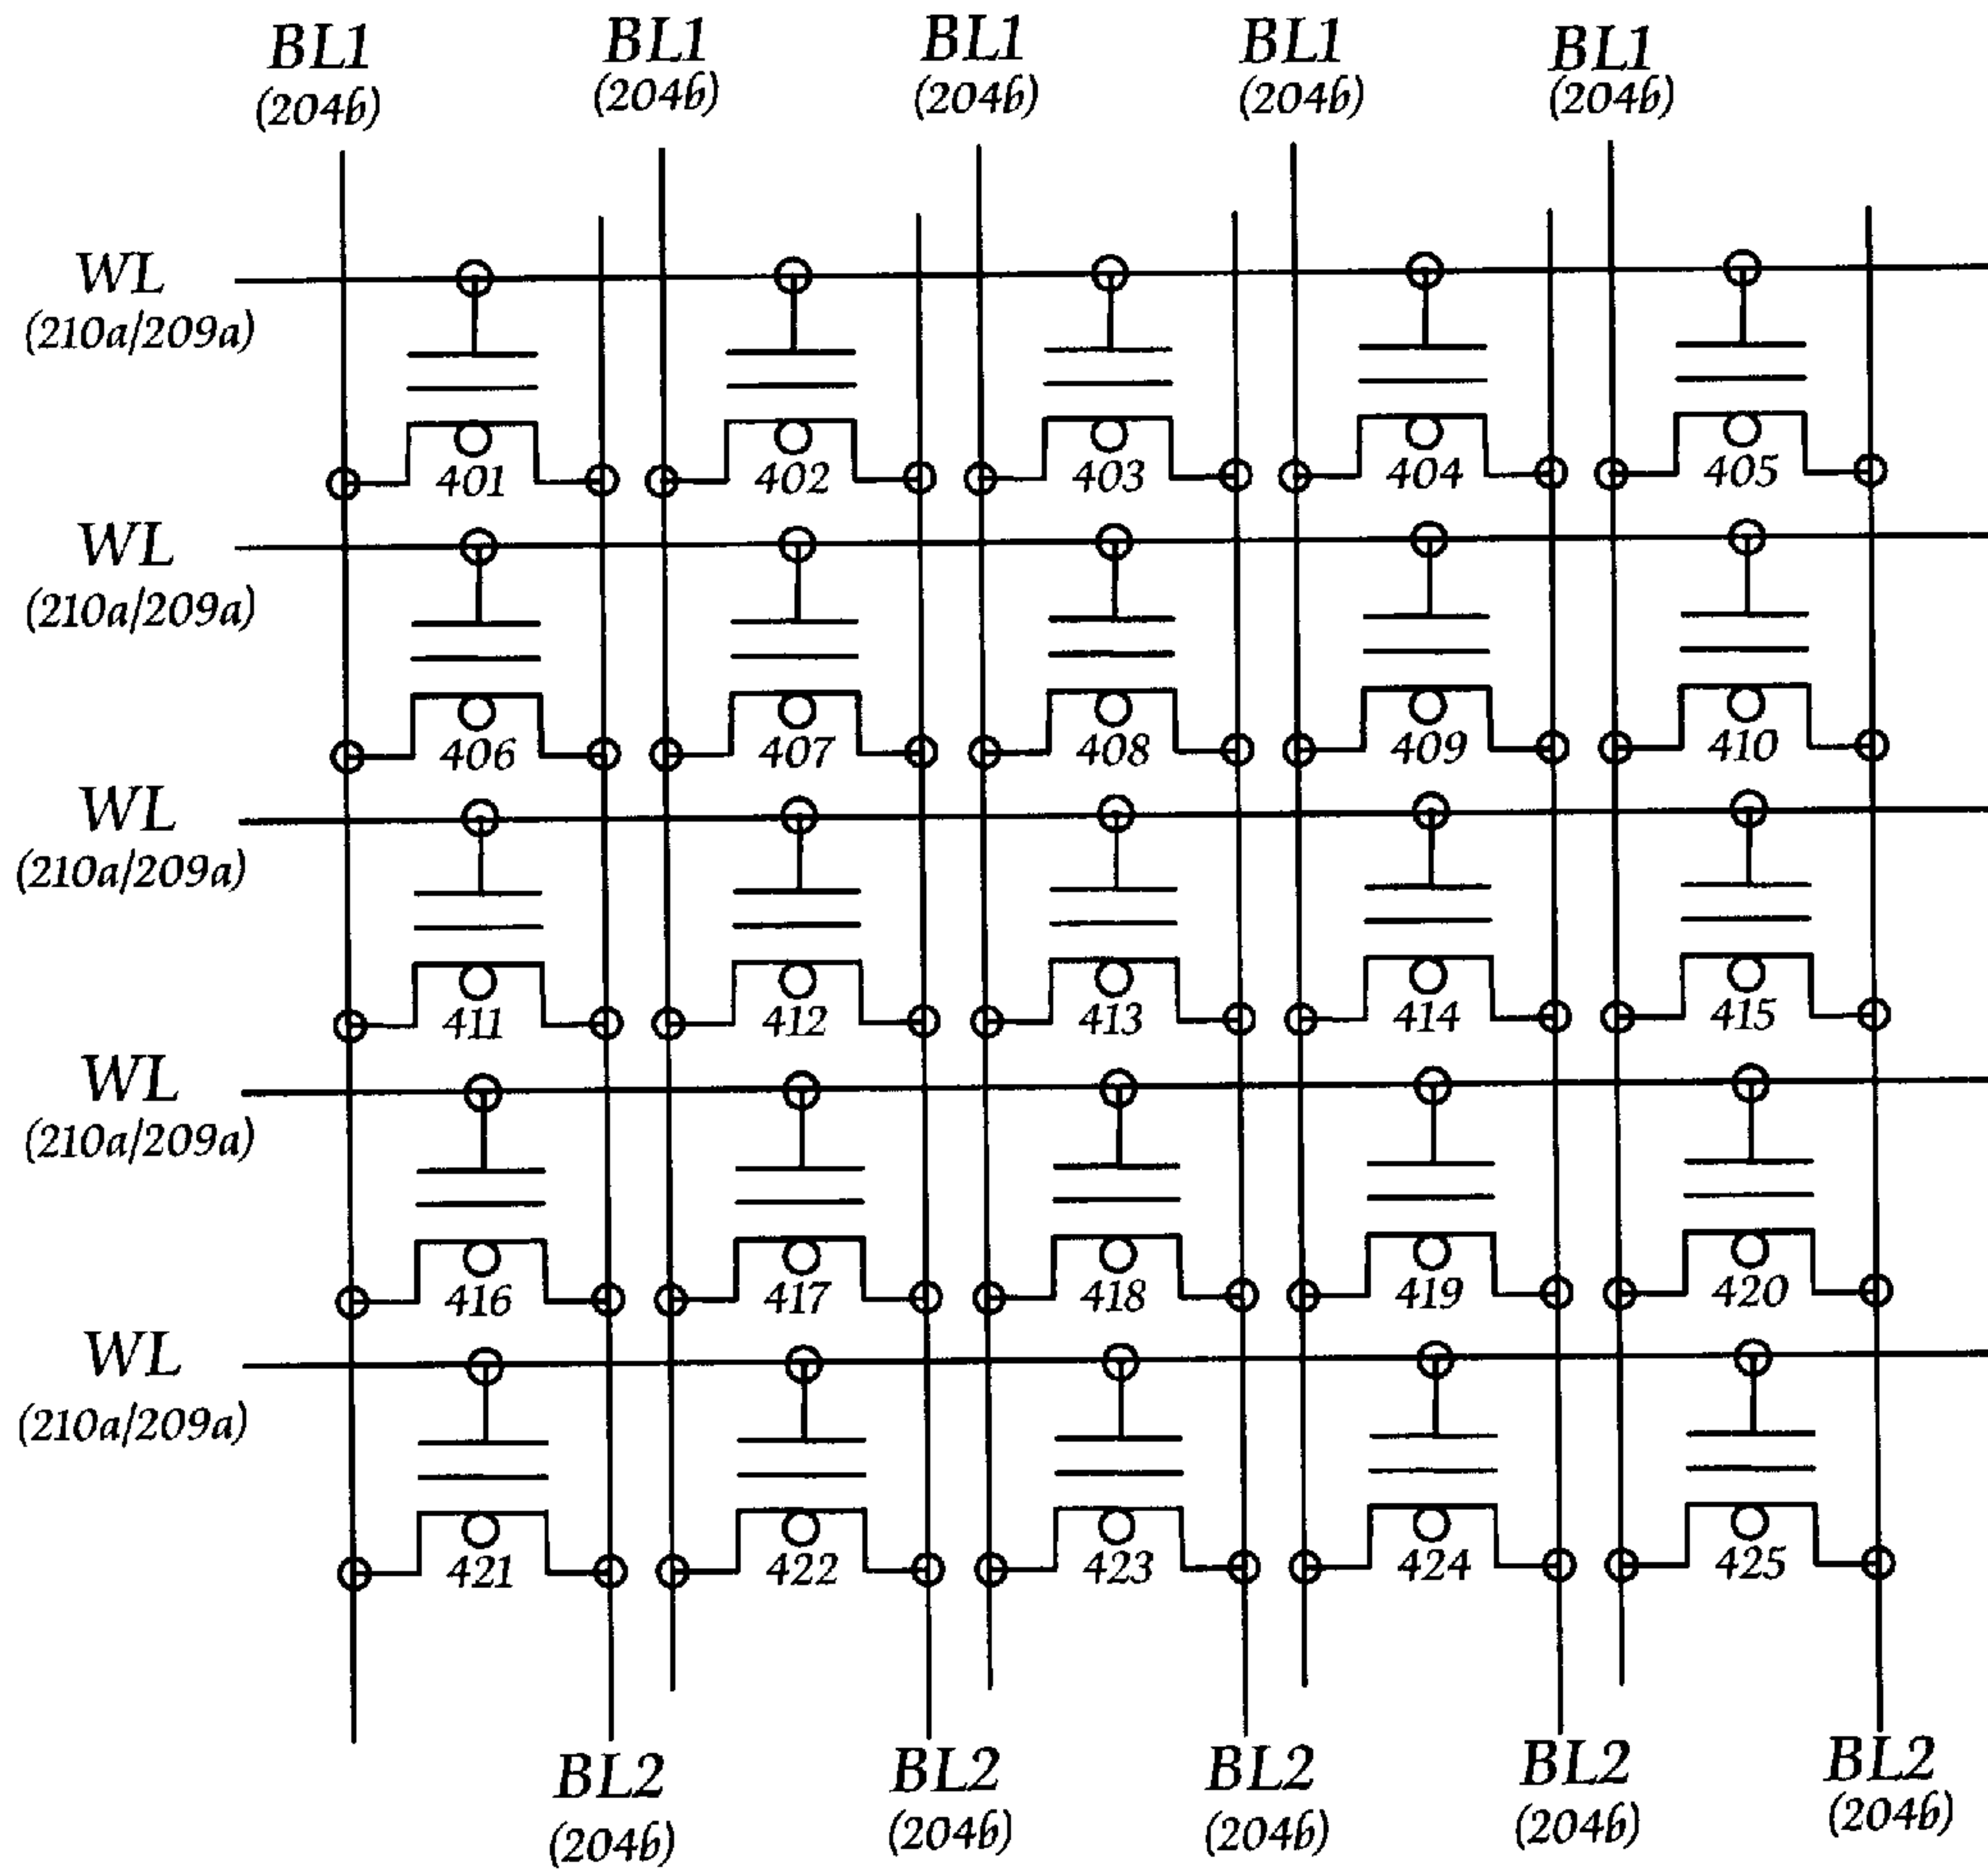 BL1 BL1 BL1 BL1 BL1
(204b) (204b) (204b) (204b) (204b)
WL
(210a/209a)
401 402 403 404 405
WL
(210a/209a)
406 407 408 409 410
WL
(210a/209a)
411 412 413 414 415
WL
(210a/209a)
416 417 418 419 420
WL
(210a/209a)
421 422 423 424 425
BL2 BL2 BL2 BL2 BL2
(204b) (204b) (204b) (204b) (204b)